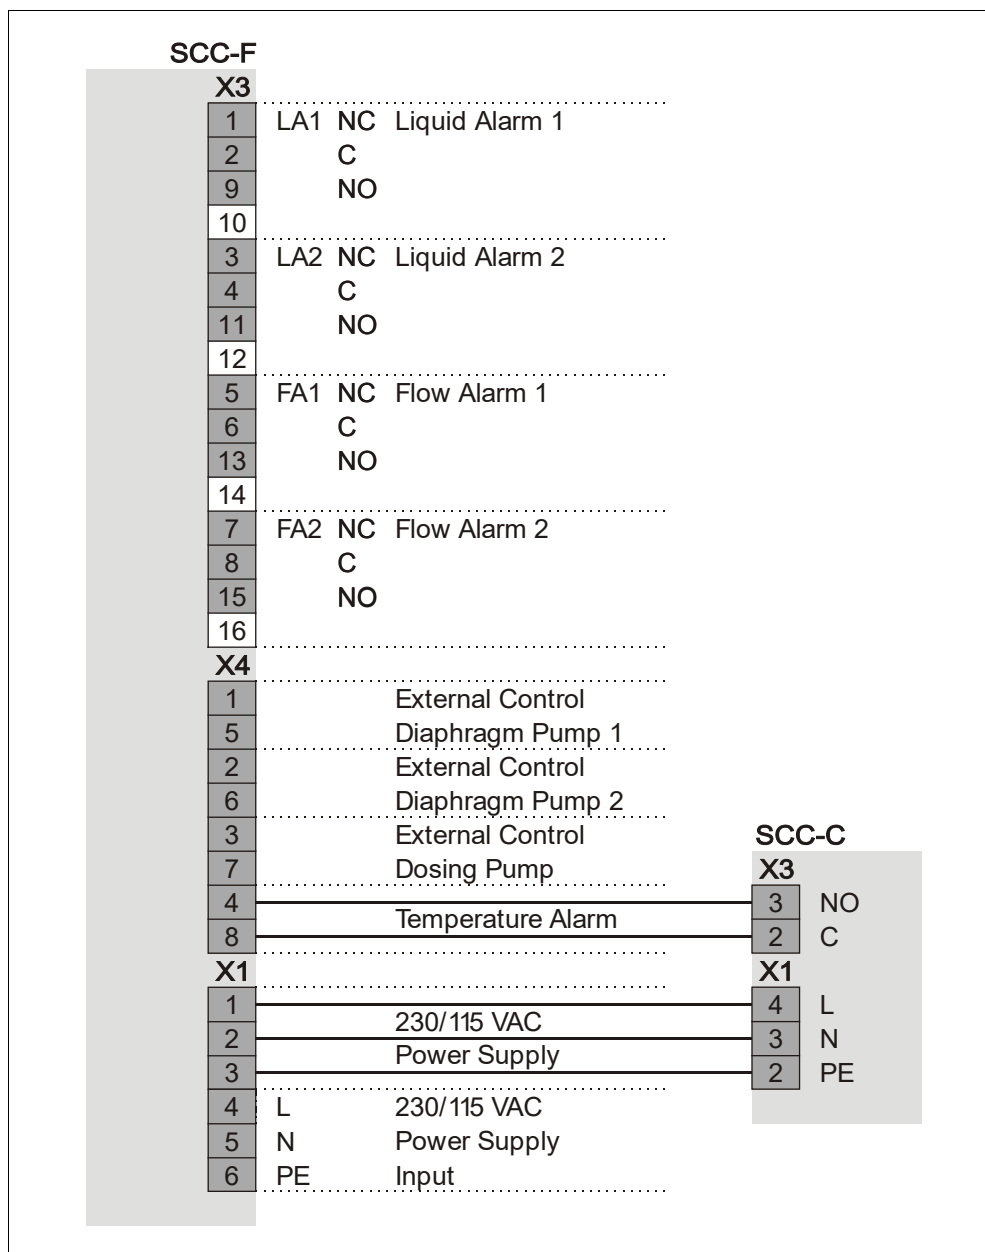 SCC-F
X3
1 LA1 NC Liquid Alarm 1
2 C
9 NO
10
3 LA2 NC Liquid Alarm 2
4 C
11 NO
12
5 FA1 NC Flow Alarm 1
6 C
13 NO
14
7 FA2 NC Flow Alarm 2
8 C
15 NO
16
X4
1 External Control
5 Diaphragm Pump 1
2 External Control
6 Diaphragm Pump 2
3 External Control
SCC-C
7 Dosing Pump X3
4 3 NO
Temperature Alarm
8 2 C
X1 X1
1 4 L
230/115 VAC
2 3 N
Power Supply
3 2 PE
4 L 230/115 VAC
5 N Power Supply
6 PE Input